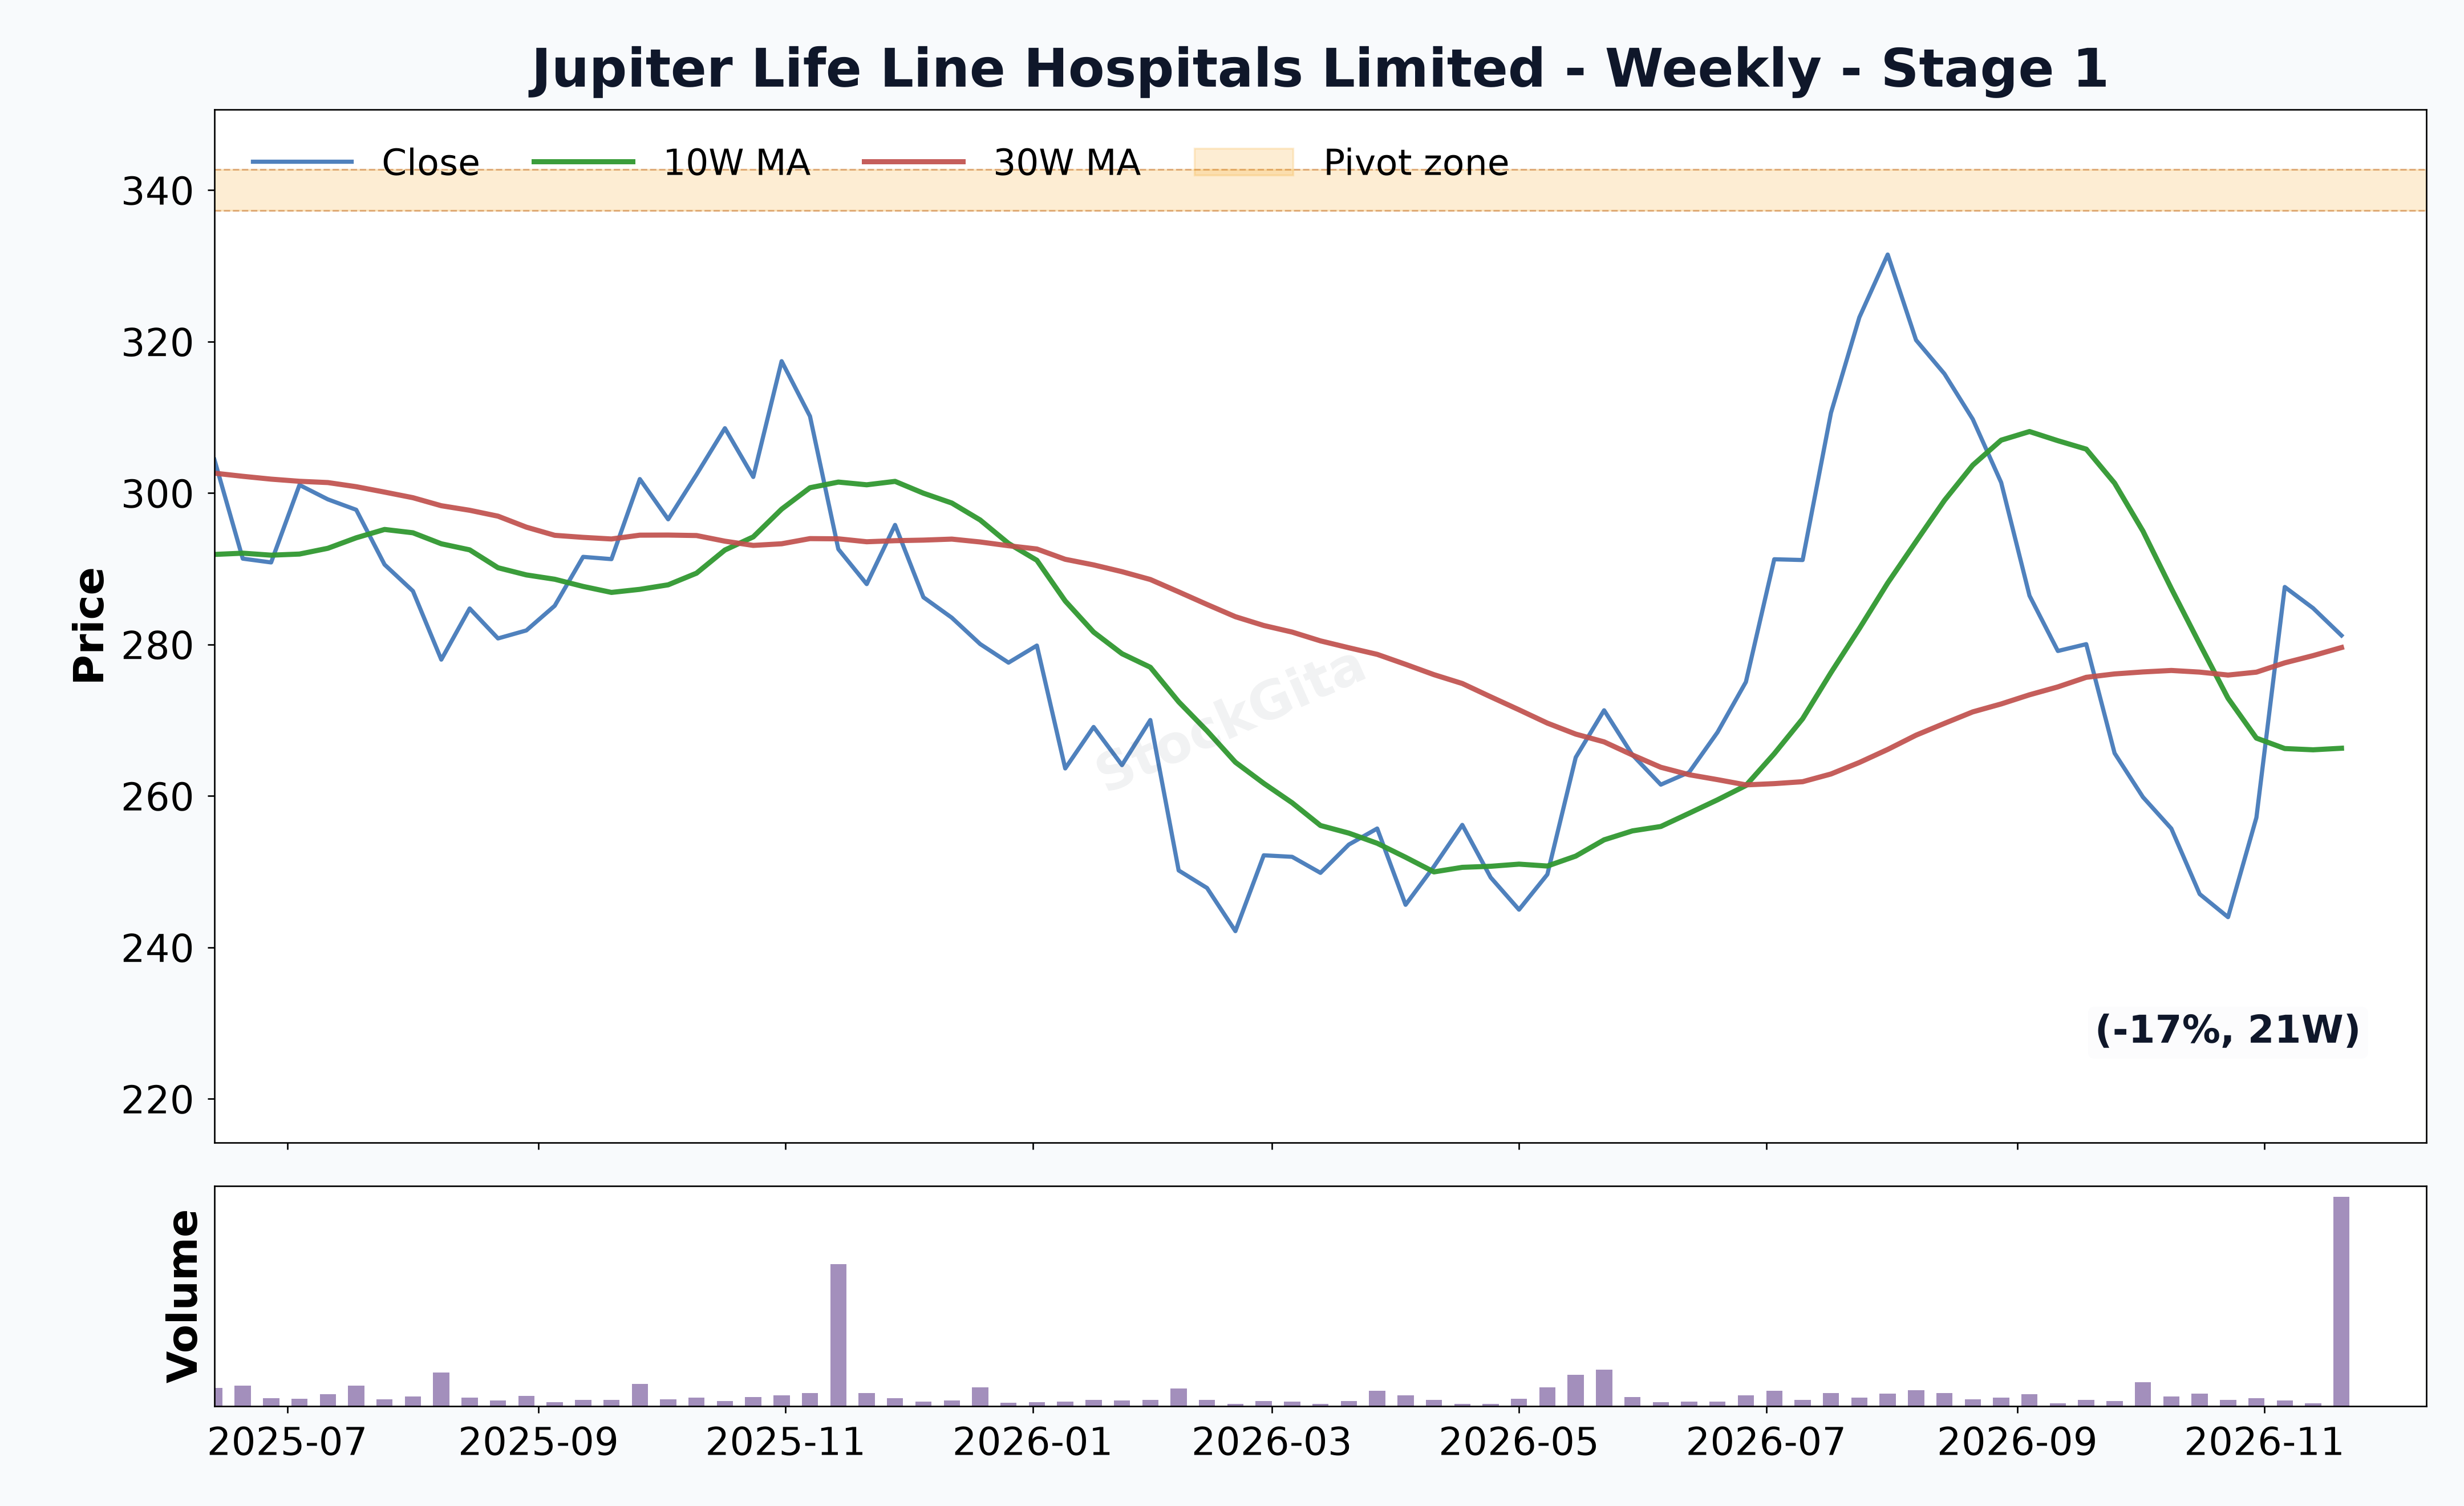 Jupiter Life Line Hospitals Limited - Weekly - Stage 1
Close 10W MA 30W MA Pivot zone
Price
340
320
300
280
260
240
220
StockGita
(-17%, 21W)
Volume
2025-07 2025-09 2025-11 2026-01 2026-03 2026-05 2026-07 2026-09 2026-11